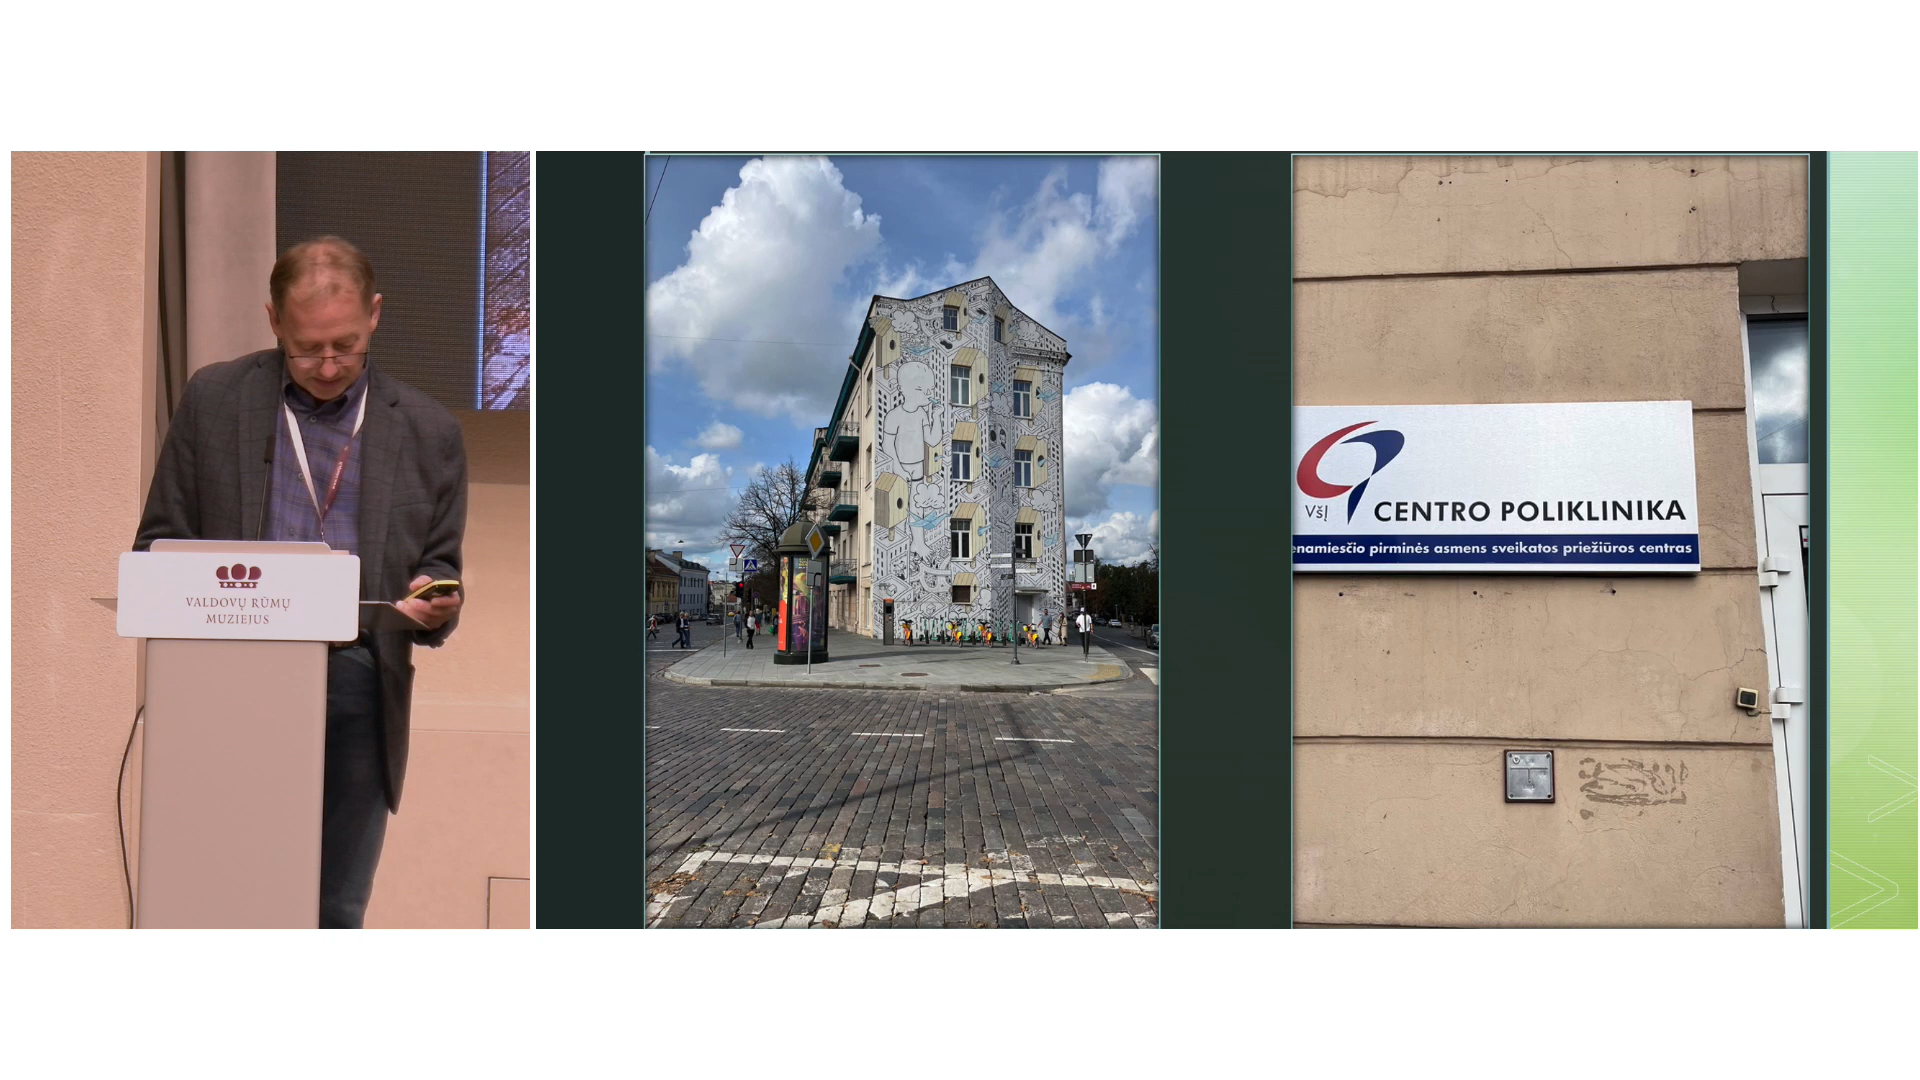 VALDOVŲ RŪMŲ
MUZIEJUS
VšĮ CENTRO POLIKLINIKA
enamiesčio pirminės asmens sveikatos priežiūros centras